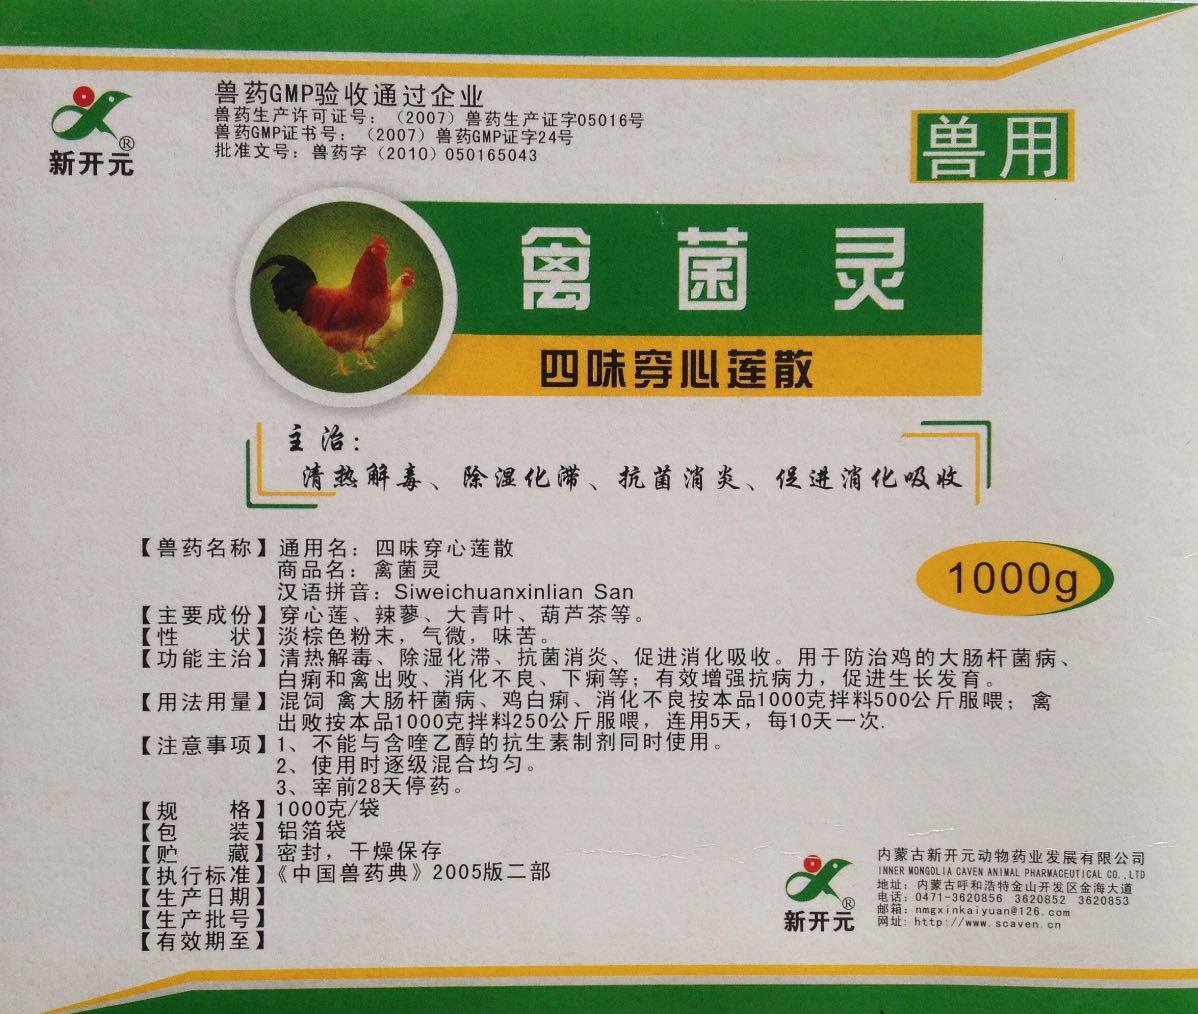 兽药GMP验收通过企业
兽药生产许可证号：（2007）兽药生产证字05016号
兽药GMP证书号：（2007）兽药GMP证字24号
批准文号：兽药字（2010）050165043
新开元®
兽用
禽菌灵
四味穿心莲散
主治：
清热解毒、除湿化滞、抗菌消炎、促进消化吸收
【兽药名称】通用名：四味穿心莲散
商品名：禽菌灵
汉语拼音：Siweichuanxinlian San
1000g
【主要成份】穿心莲、辣蓼、大青叶、葫芦茶等。
【性状】淡棕色粉末，气微，味苦。
【功能主治】清热解毒、除湿化滞、抗菌消炎、促进消化吸收。用于防治鸡的大肠杆菌病、
白痢和禽出败、消化不良、下痢等；有效增强抗病力，促进生长发育。
【用法用量】混饲 禽大肠杆菌病、鸡白痢、消化不良按本品1000克拌料500公斤服喂；禽
出败按本品1000克拌料250公斤服喂，连用5天，每10天一次.
【注意事项】1、不能与含喹乙醇的抗生素制剂同时使用。
2、使用时逐级混合均匀。
3、宰前28天停药。
【规格】1000克/袋
【包装】铝箔袋
【贮藏】密封，干燥保存
【执行标准】《中国兽药典》2005版二部
【生产日期】
【生产批号】
【有效期至】
新开元®
内蒙古新开元动物药业发展有限公司
INNER MONGOLIA CAVEN ANIMAL PHARMACEUTICAL CO.,LTD
地址：内蒙古呼和浩特金山开发区金海大道
电话：0471-3620856 3620852 3620853
邮箱：nmgxinkaiyuan@126.com
网址：http://www.scaven.cn